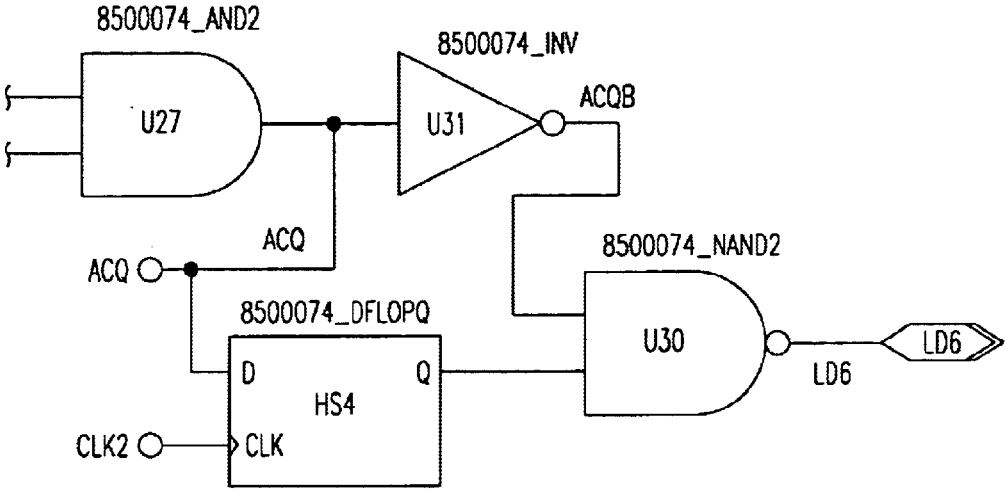 8500074_AND2
8500074_INV
U27
U31
ACQB
ACQ
ACQ
8500074_NAND2
8500074_DFLOPQ
U30
LD6
LD6
D
Q
HS4
CLK2
CLK